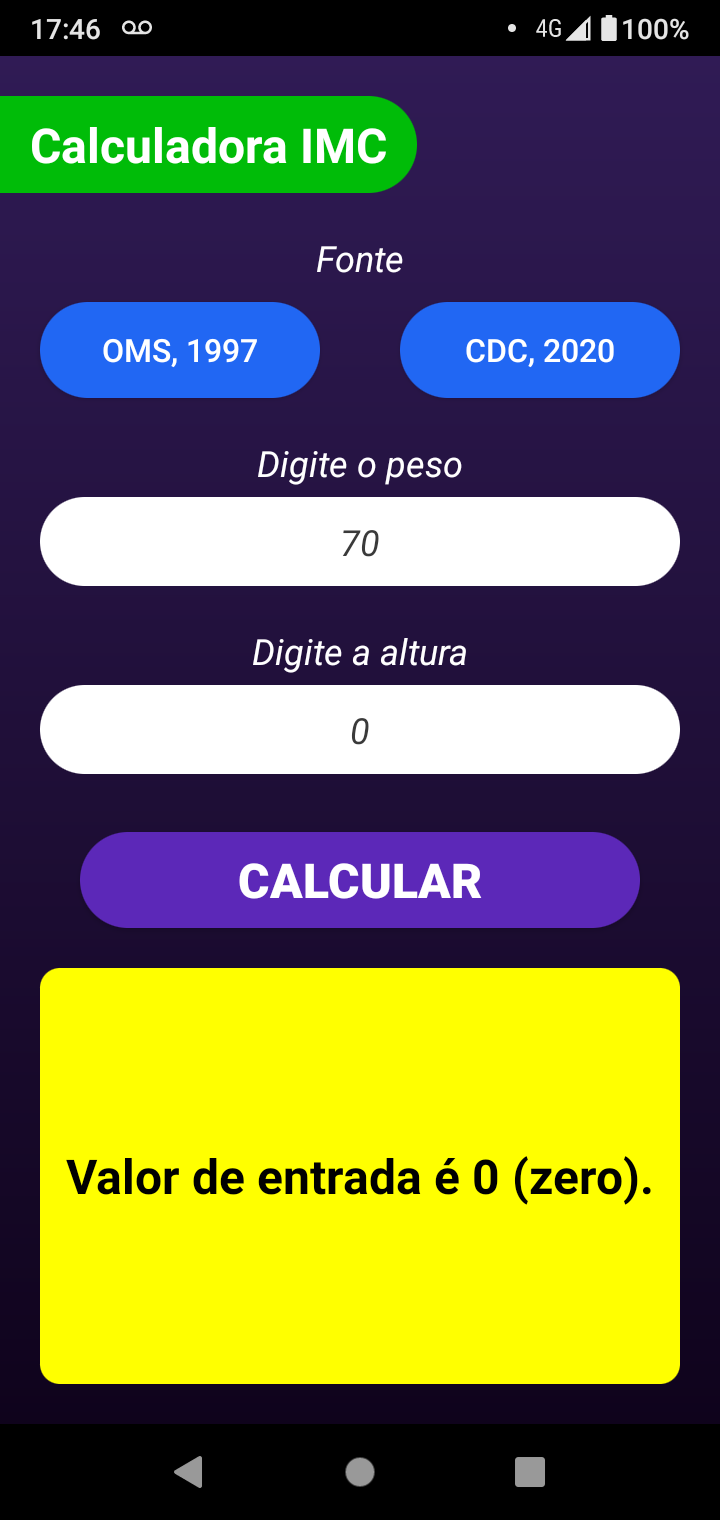 17:46 4G 100%
Calculadora IMC
Fonte
OMS, 1997 CDC, 2020
Digite o peso
70
Digite a altura
0
CALCULAR
Valor de entrada é 0 (zero).